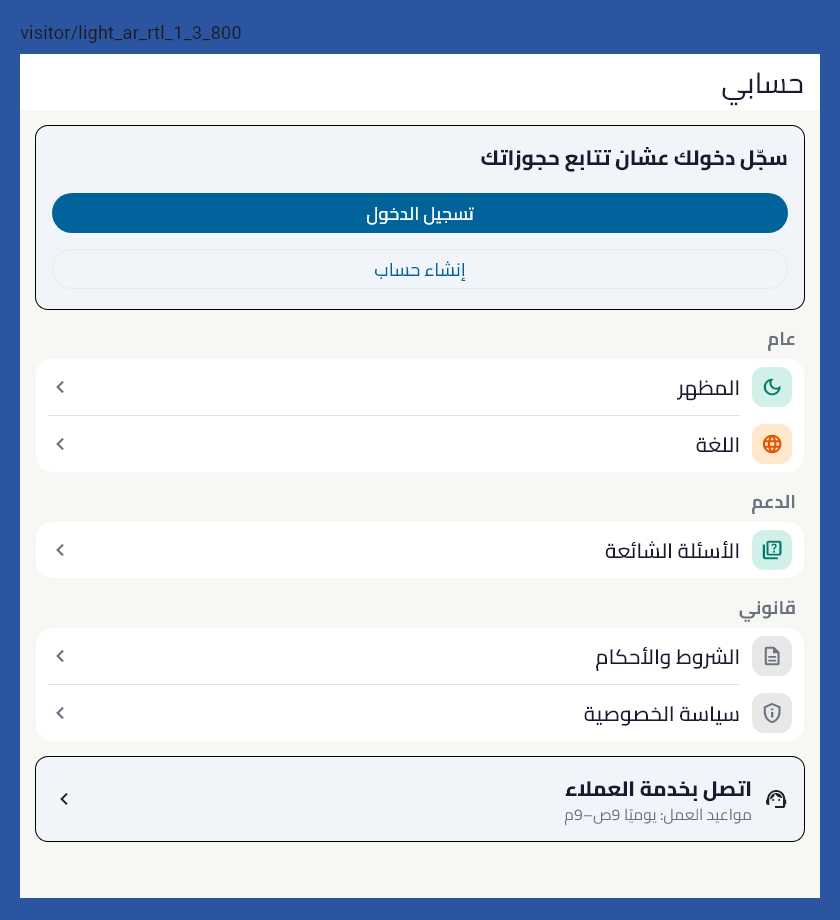 visitor/light_ar_rtl_1_3_800
حسابي
سجّل دخولك عشان تتابع حجوزاتك
تسجيل الدخول
إنشاء حساب
عام
المظهر
اللغة
الدعم
الأسئلة الشائعة
قانوني
الشروط والأحكام
سياسة الخصوصية
اتصل بخدمة العملاء
مواعيد العمل: يوميًا 9ص–9م